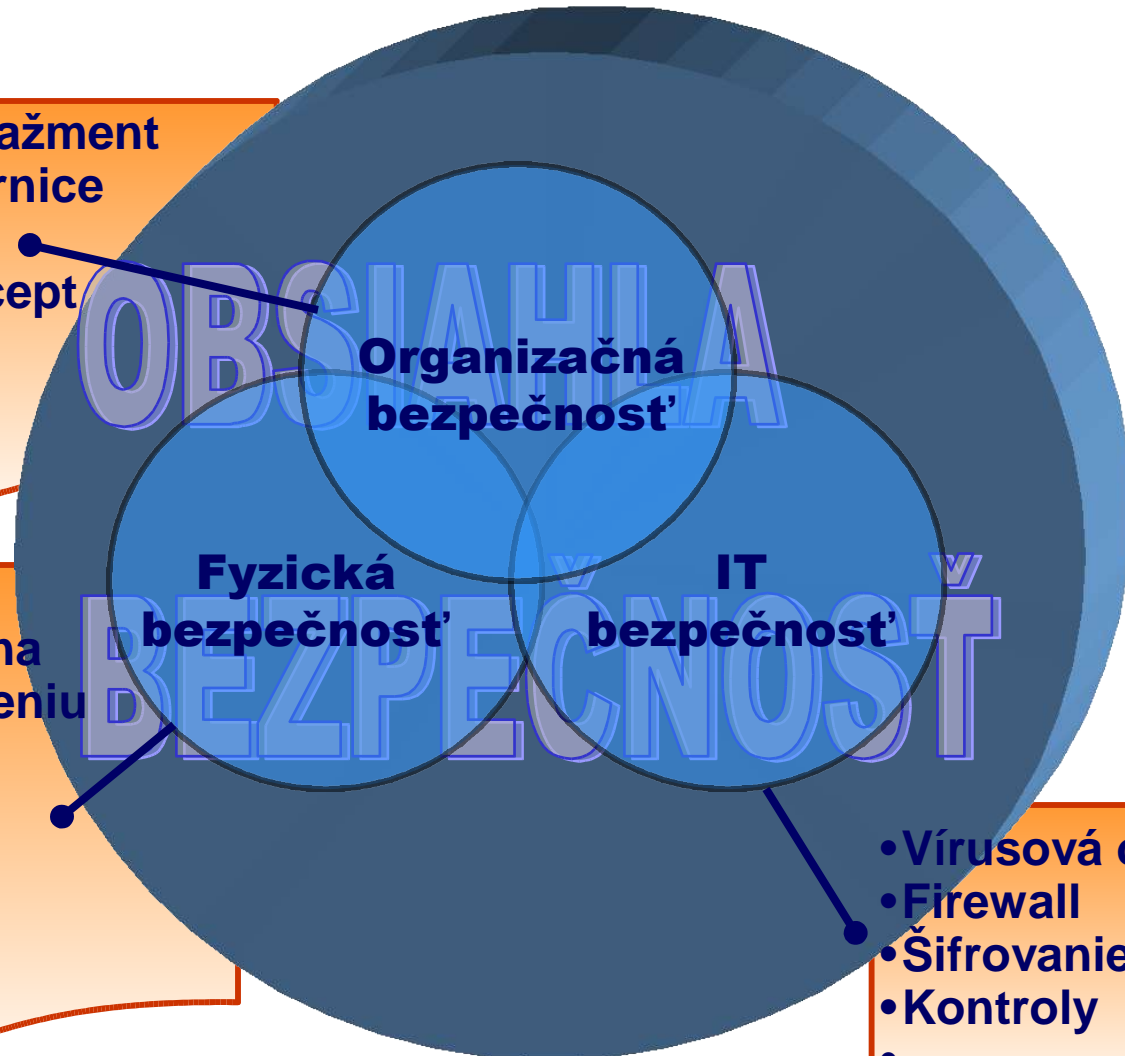 ažment
rnice
cept
OBSIAHLA
BEZPEČNOSŤ
Organizačná
bezpečnosť
Fyzická
bezpečnosť
IT
bezpečnosť
na
eniu
•Vírusová
•Firewall
•Šifrovanie
•Kontroly